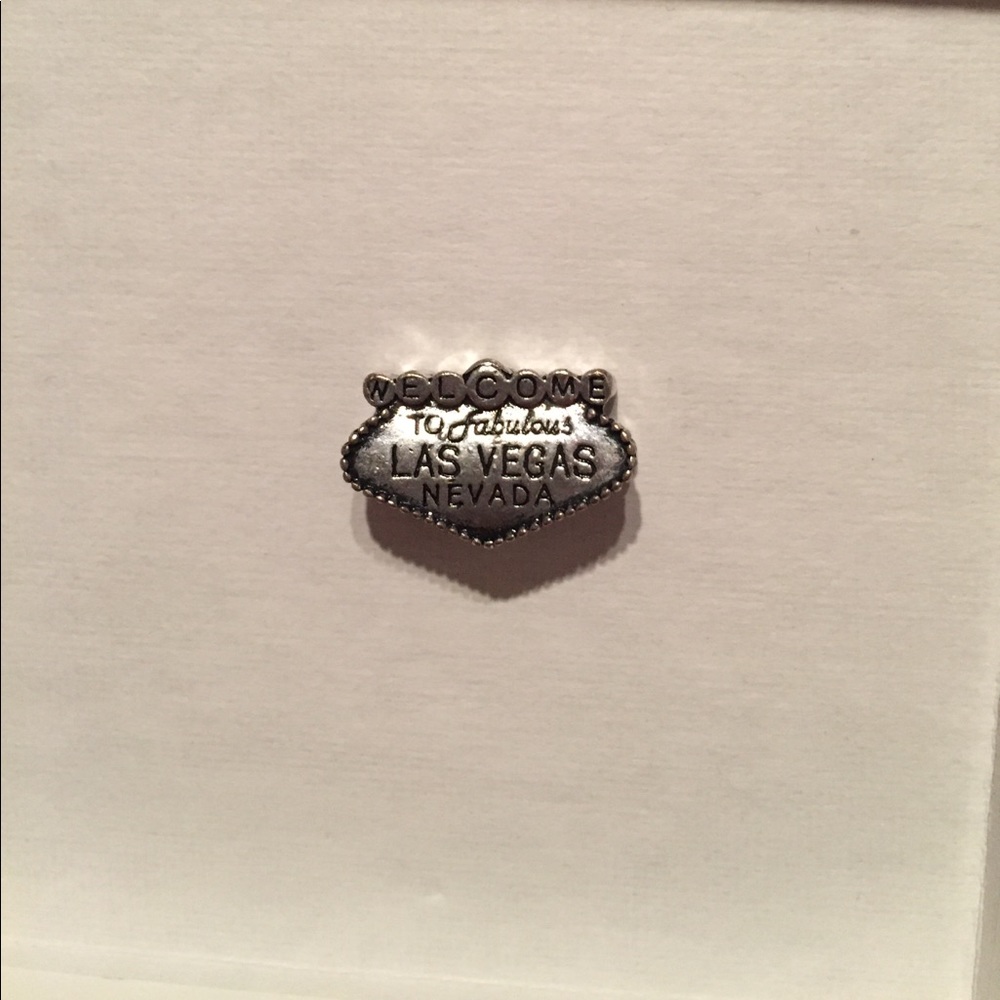 WELCOME
TO fabulous
LAS VEGAS
NEVADA